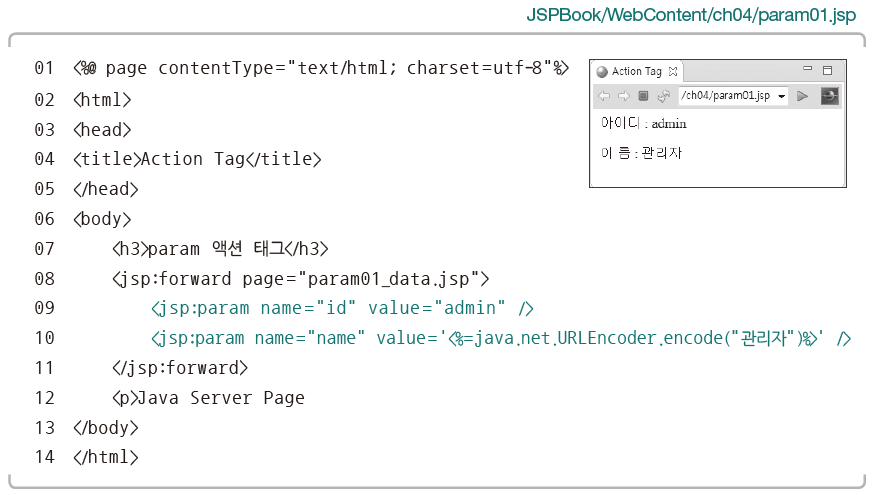 JSPBook/WebContent/ch04/param01.jsp
01 <%@ page contentType="text/html; charset=utf-8"%>
02 <html>
03 <head>
04 <title>Action Tag</title>
05 </head>
06 <body>
07 <h3>param 액션 태그</h3>
08 <jsp:forward page="param01_data.jsp">
09 <jsp:param name="id" value="admin" />
10 <jsp:param name="name" value='<%=java.net.URLEncoder.encode("관리자")%>' />
11 </jsp:forward>
12 <p>Java Server Page
13 </body>
14 </html>
Action Tag
/ch04/param01.jsp
아이디 : admin
이 름 : 관리자